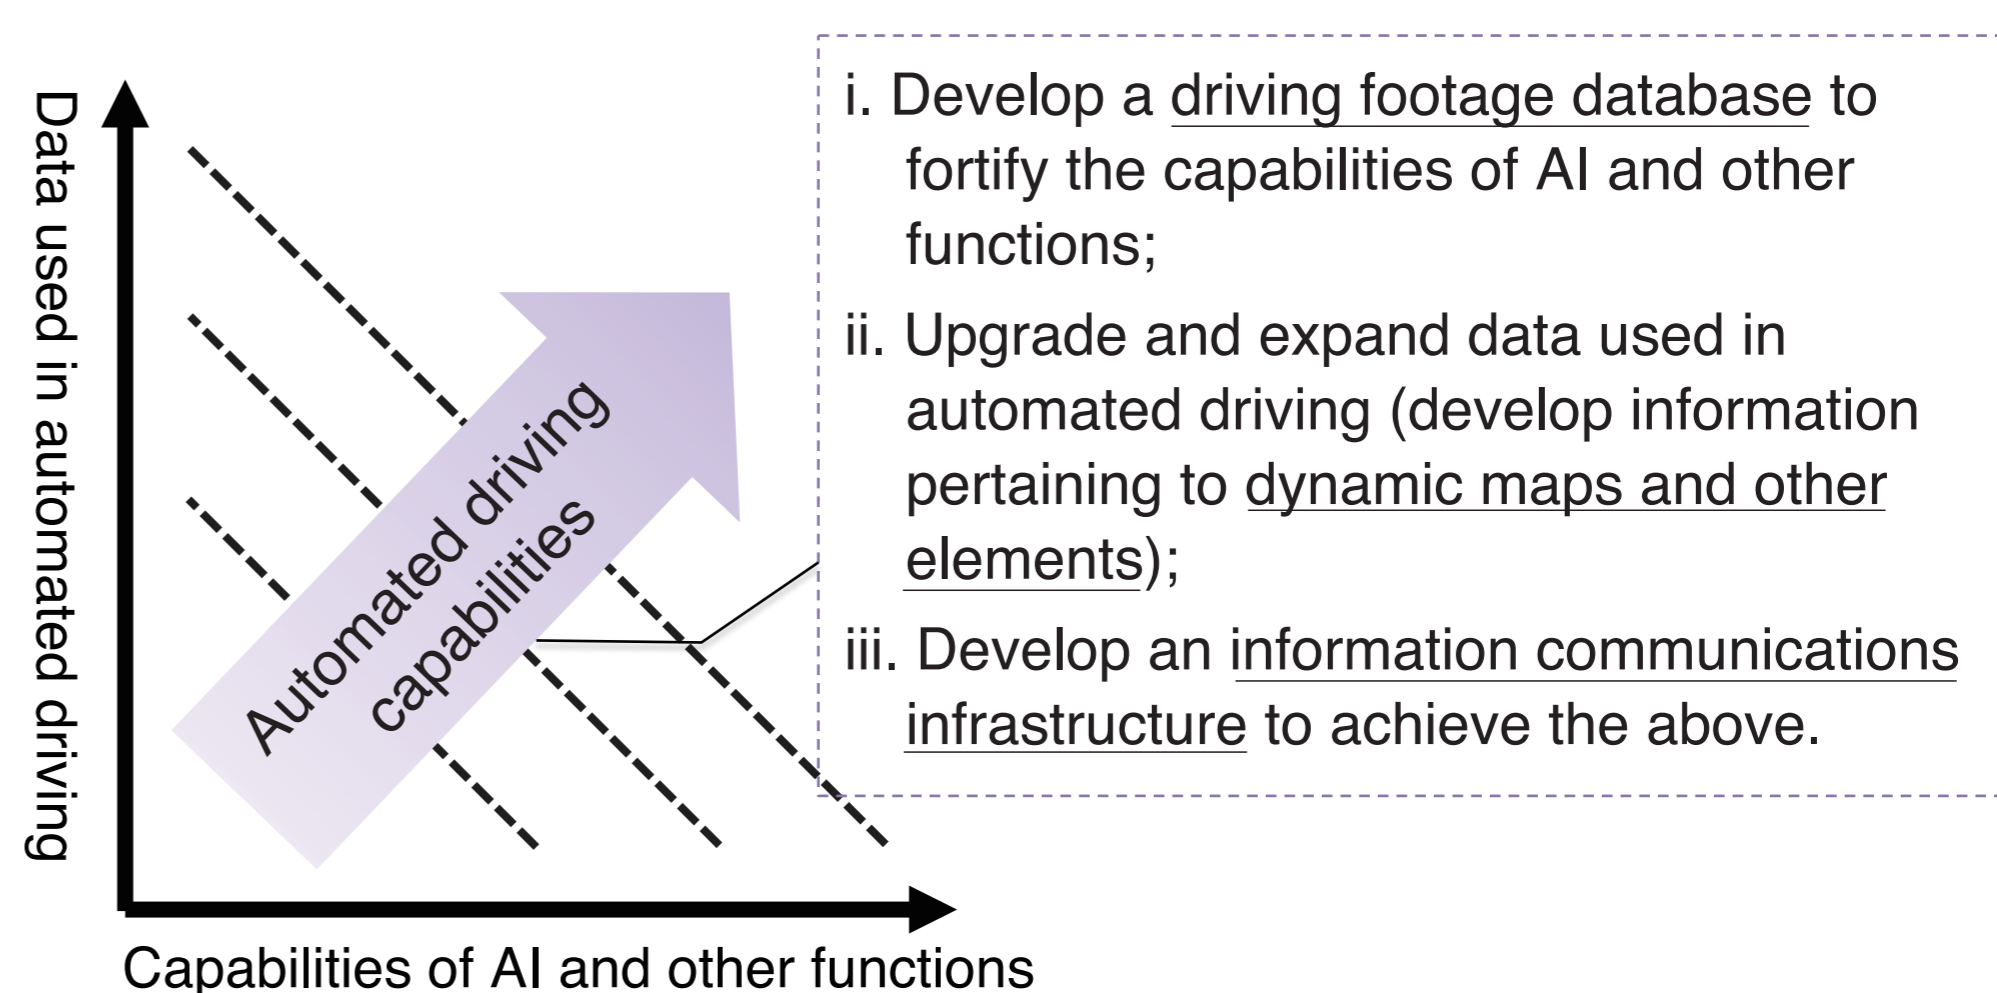 Data used in automated driving
Automated driving
capabilities
Capabilities of AI and other functions
i. Develop a driving footage database to
fortify the capabilities of AI and other
functions;
ii. Upgrade and expand data used in
automated driving (develop information
pertaining to dynamic maps and other
elements);
iii. Develop an information communications
infrastructure to achieve the above.